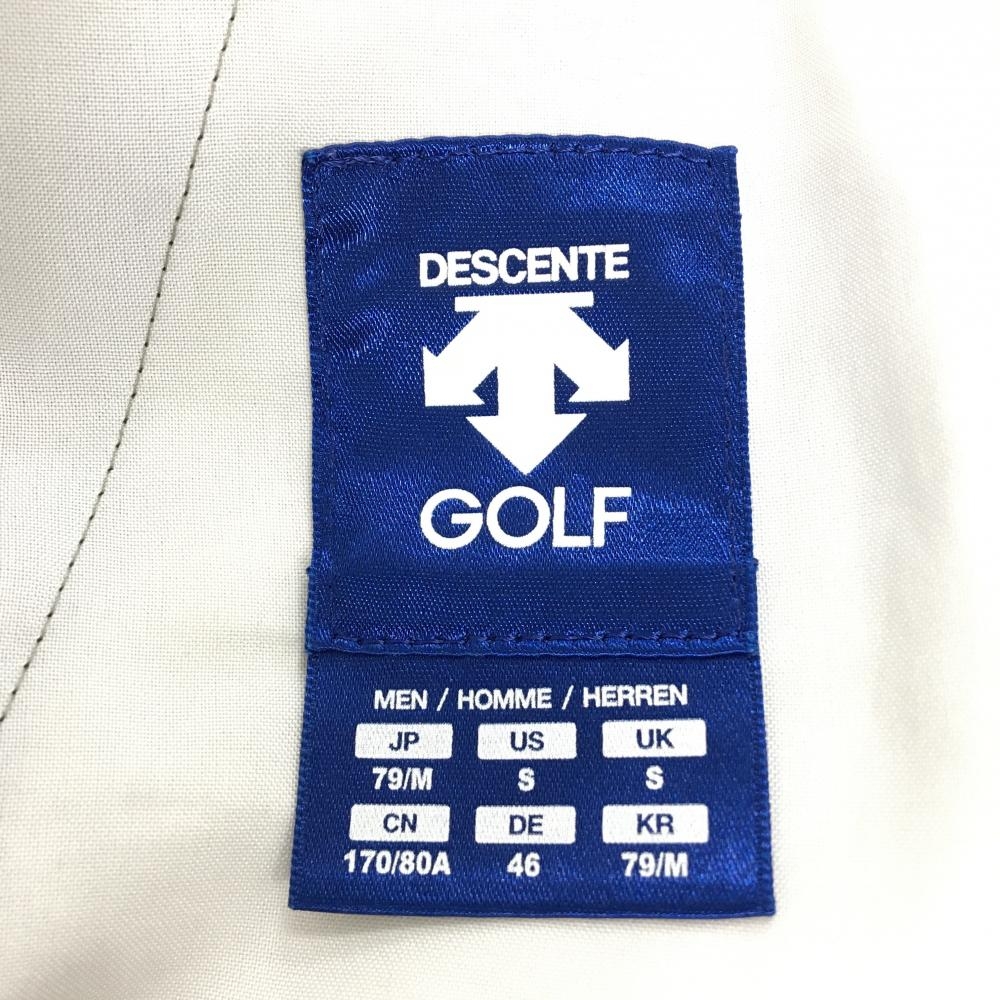 DESCENTE
GOLF
MEN / HOMME / HERREN
JP US UK
79/M S S
CN DE KR
170/80A 46 79/M